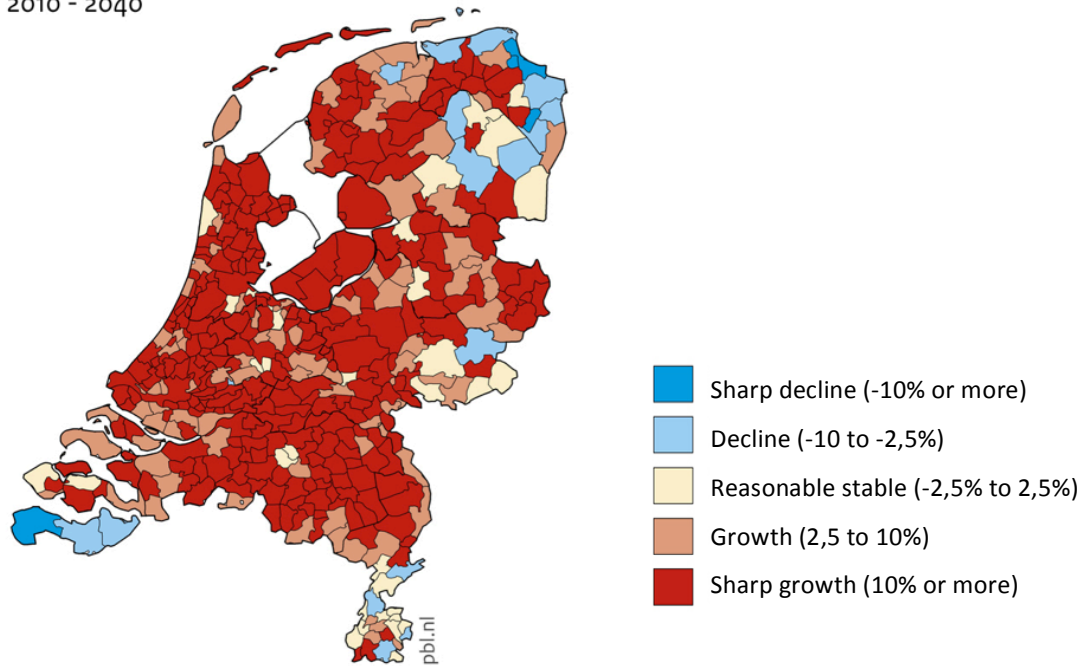 2010 - 2040
Sharp decline (-10% or more)
Decline (-10 to -2,5%)
Reasonable stable (-2,5% to 2,5%)
Growth (2,5 to 10%)
Sharp growth (10% or more)
pbl.nl